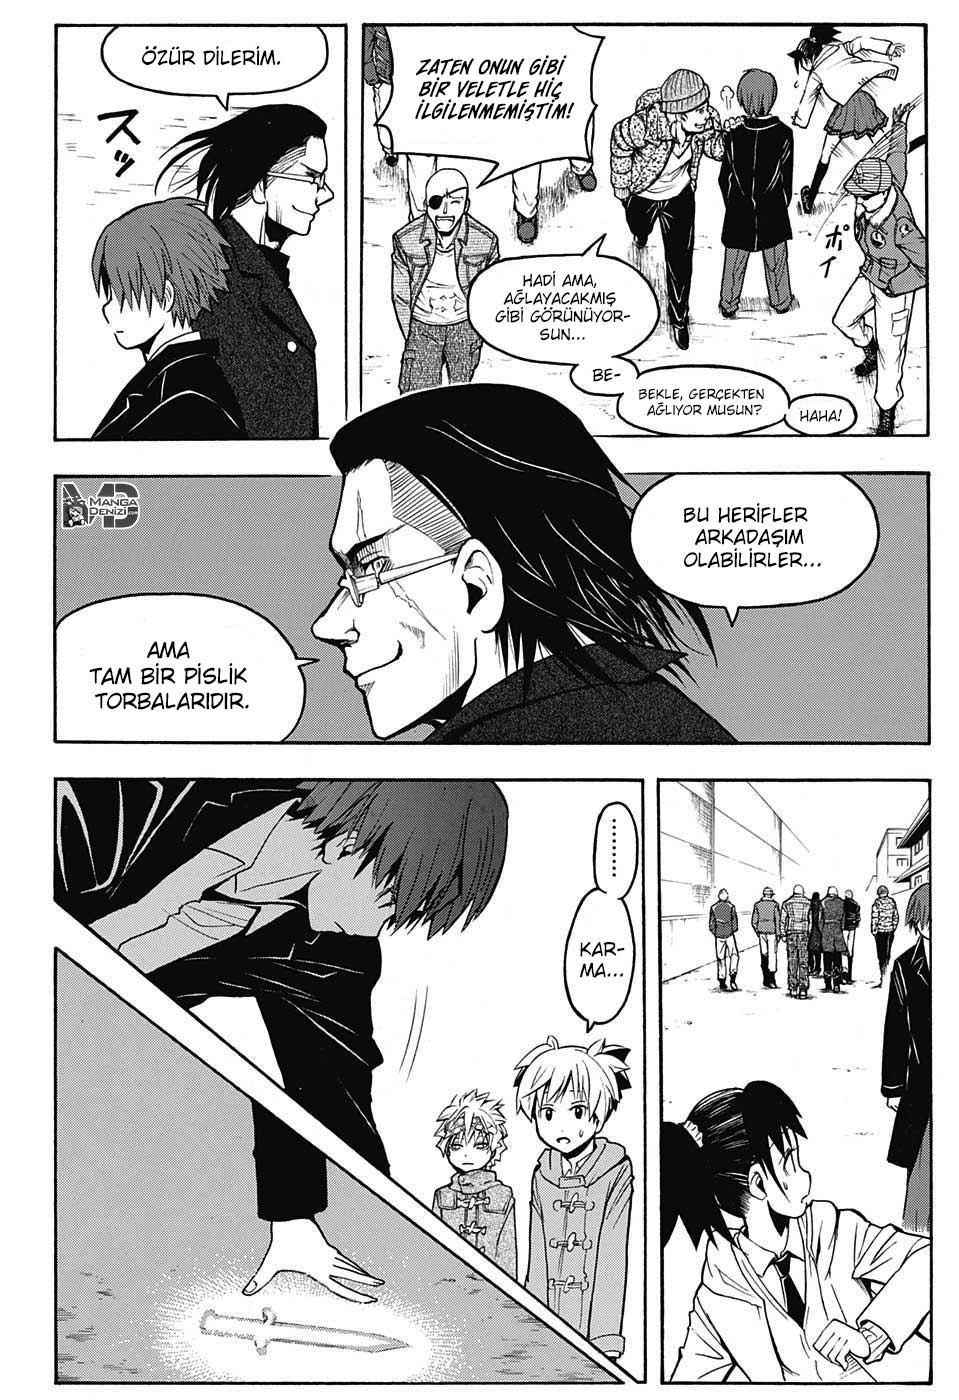 ZATEN ONUN GİBİ
BİR VELETLE HİÇ
İLGİLENMEMİŞTİM!
HADİ AMA,
AĞLAYACAKMIŞ
GİBİ GÖRÜNÜYOR-
SUN...
BE-
BEKLE, GERÇEKTEN
AĞLIYOR MUSUN?
HAHA!
ポイ
ÖZÜR DİLERİM.
スッ
BU HERİFLER
ARKADAŞIM
OLABİLİRLER...
AMA
TAM BİR PİSLİK
TORBALARIDIR.
MD
MANGA
DENİZİ.com
.........
KAR-
MA...